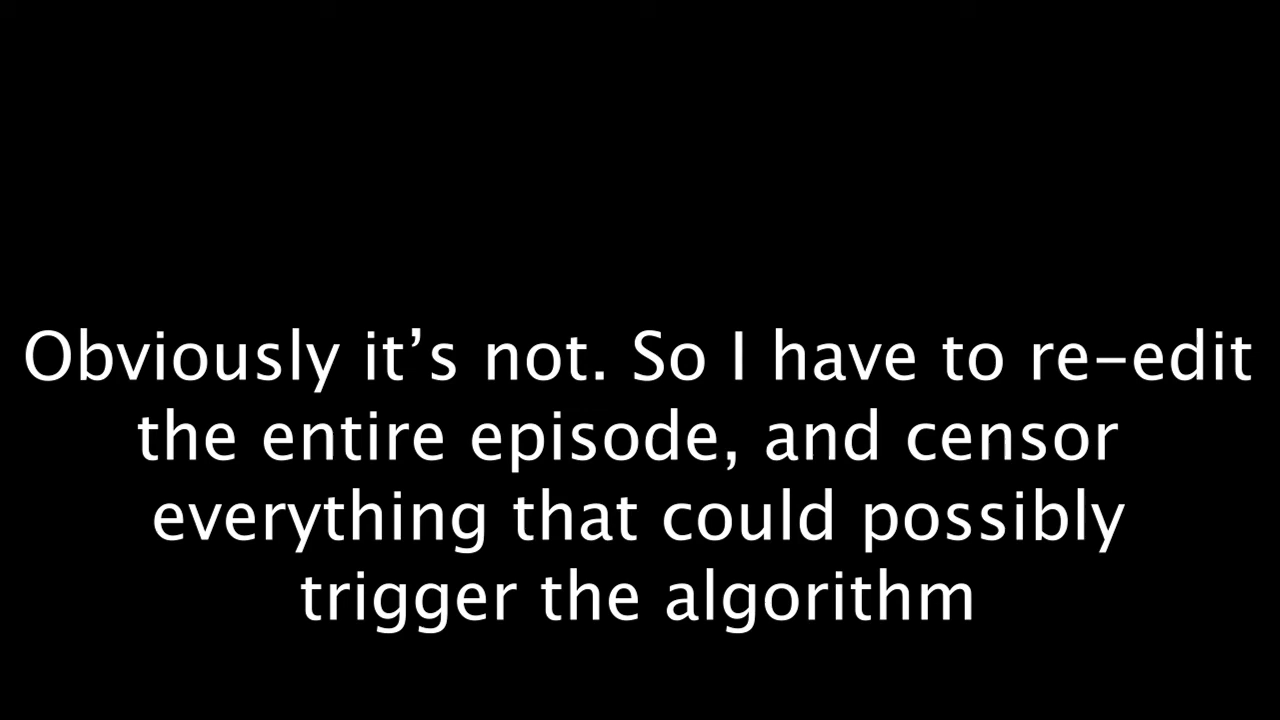 Obviously it’s not. So I have to re-edit
the entire episode, and censor
everything that could possibly
trigger the algorithm